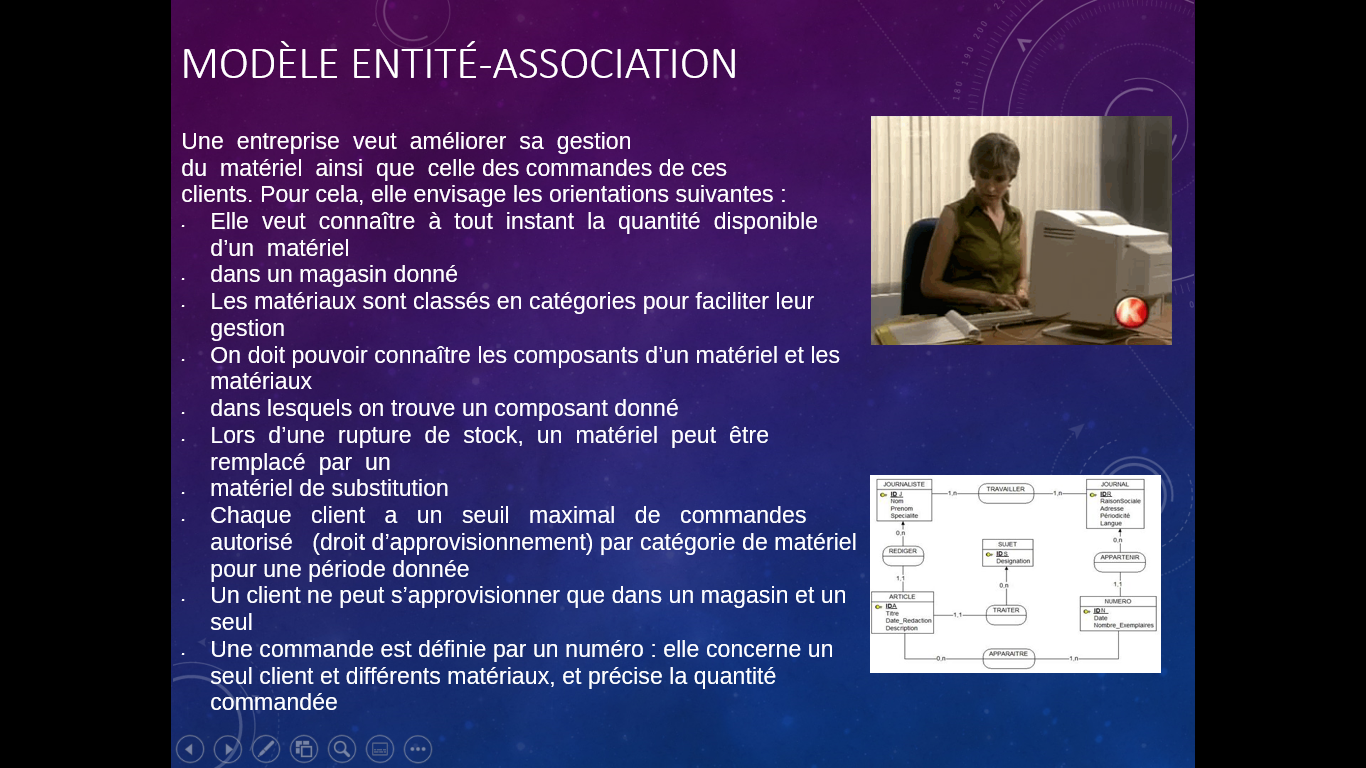 MODÈLE ENTITÉ-ASSOCIATION
Une entreprise veut améliorer sa gestion
du matériel ainsi que celle des commandes de ces
clients. Pour cela, elle envisage les orientations suivantes :
• Elle veut connaître à tout instant la quantité disponible
d’un matériel
• dans un magasin donné
• Les matériaux sont classés en catégories pour faciliter leur
gestion
• On doit pouvoir connaître les composants d’un matériel et les
matériaux
• dans lesquels on trouve un composant donné
• Lors d’une rupture de stock, un matériel peut être
remplacé par un
• matériel de substitution
• Chaque client a un seuil maximal de commandes
autorisé (droit d’approvisionnement) par catégorie de matériel
pour une période donnée
• Un client ne peut s’approvisionner que dans un magasin et un
seul
• Une commande est définie par un numéro : elle concerne un
seul client et différents matériaux, et précise la quantité
commandée
180 190 200
K
JOURNALISTE
ID_J
Nom
Prenom
Specialite
1,n
TRAVAILLER
1,n
JOURNAL
IDR
RaisonSociale
Adresse
Périodicité
Langue
0,n
REDIGER
1,1
SUJET
ID_S
Designation
0,n
APPARTENIR
1,1
0,n
ARTICLE
IDA
Titre
Date_Redaction
Description
1,1
TRAITER
NUMERO
IDN_
Date
Nombre_Exemplaires
0,n
APPARAITRE
1,n